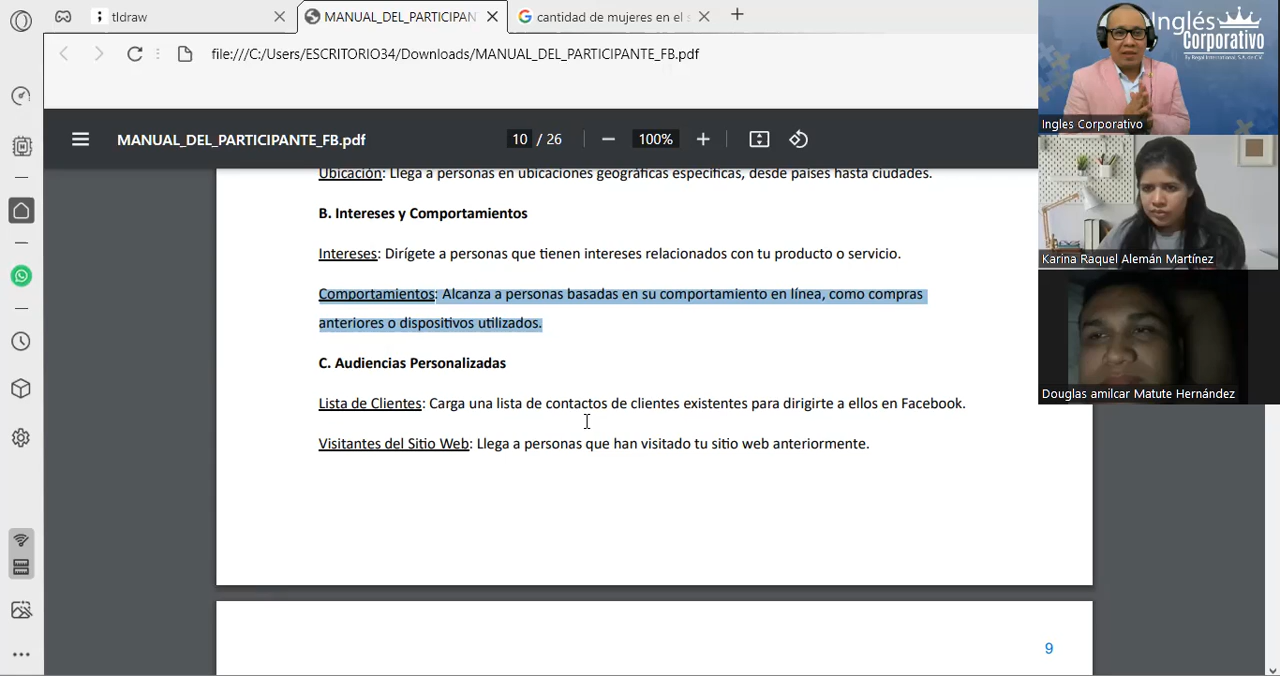 tldraw
MANUAL_DEL_PARTICIPAN
cantidad de mujeres en el s
file:///C:/Users/ESCRITORIO34/Downloads/MANUAL_DEL_PARTICIPANTE_FB.pdf
MANUAL_DEL_PARTICIPANTE_FB.pdf
10 / 26
100%
Ubicación: Llega a personas en ubicaciones geográficas específicas, desde países hasta ciudades.
B. Intereses y Comportamientos
Intereses: Dirígete a personas que tienen intereses relacionados con tu producto o servicio.
Comportamientos: Alcanza a personas basadas en su comportamiento en línea, como compras
anteriores o dispositivos utilizados.
C. Audiencias Personalizadas
Lista de Clientes: Carga una lista de contactos de clientes existentes para dirigirte a ellos en Facebook.
Visitantes del Sitio Web: Llega a personas que han visitado tu sitio web anteriormente.
9
Inglés
Corporativo
by Regal International, S.A. de C.V.
Ingles Corporativo
Karina Raquel Alemán Martínez
Douglas amilcar Matute Hernández